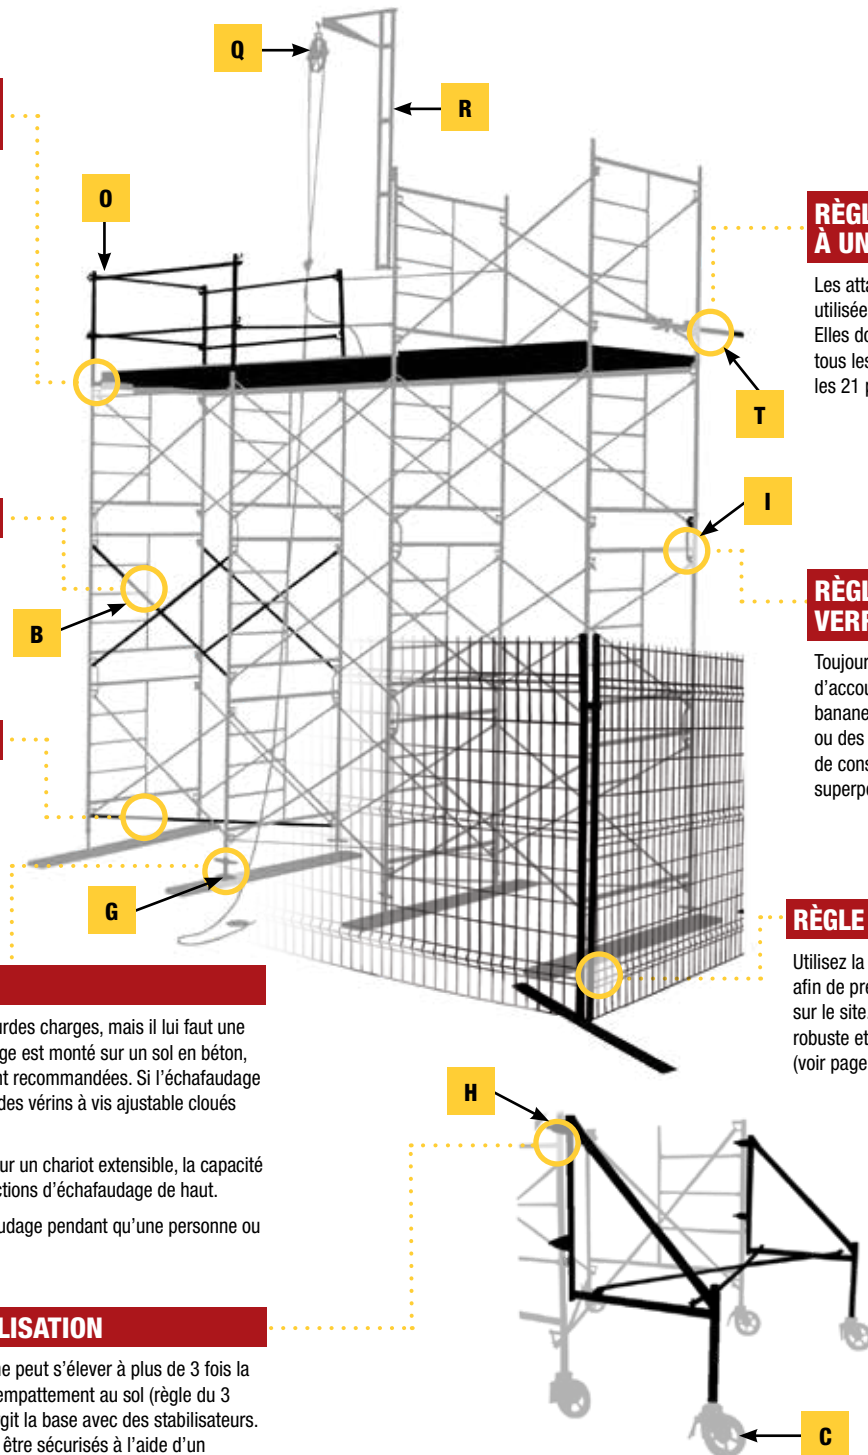 Q
R
O
RÈGL
À UN
Les atta
utilisée
Elles do
tous les
les 21 p
T
I
B
RÈGL
VERR
Toujour
d'accou
banane
ou des
de cons
superpo
G
RÈGLE
Utilisez la
afin de pré
sur le site
robuste et
(voir page
urdes charges, mais il lui faut une
ge est monté sur un sol en béton,
nt recommandées. Si l'échafaudage
des vérins à vis ajustable cloués
ur un chariot extensible, la capacité
ctions d'échafaudage de haut.
udage pendant qu'une personne ou
H
LISATION
ne peut s'élever à plus de 3 fois la
empattement au sol (règle du 3
rgit la base avec des stabilisateurs.
être sécurisés à l'aide d'un
C